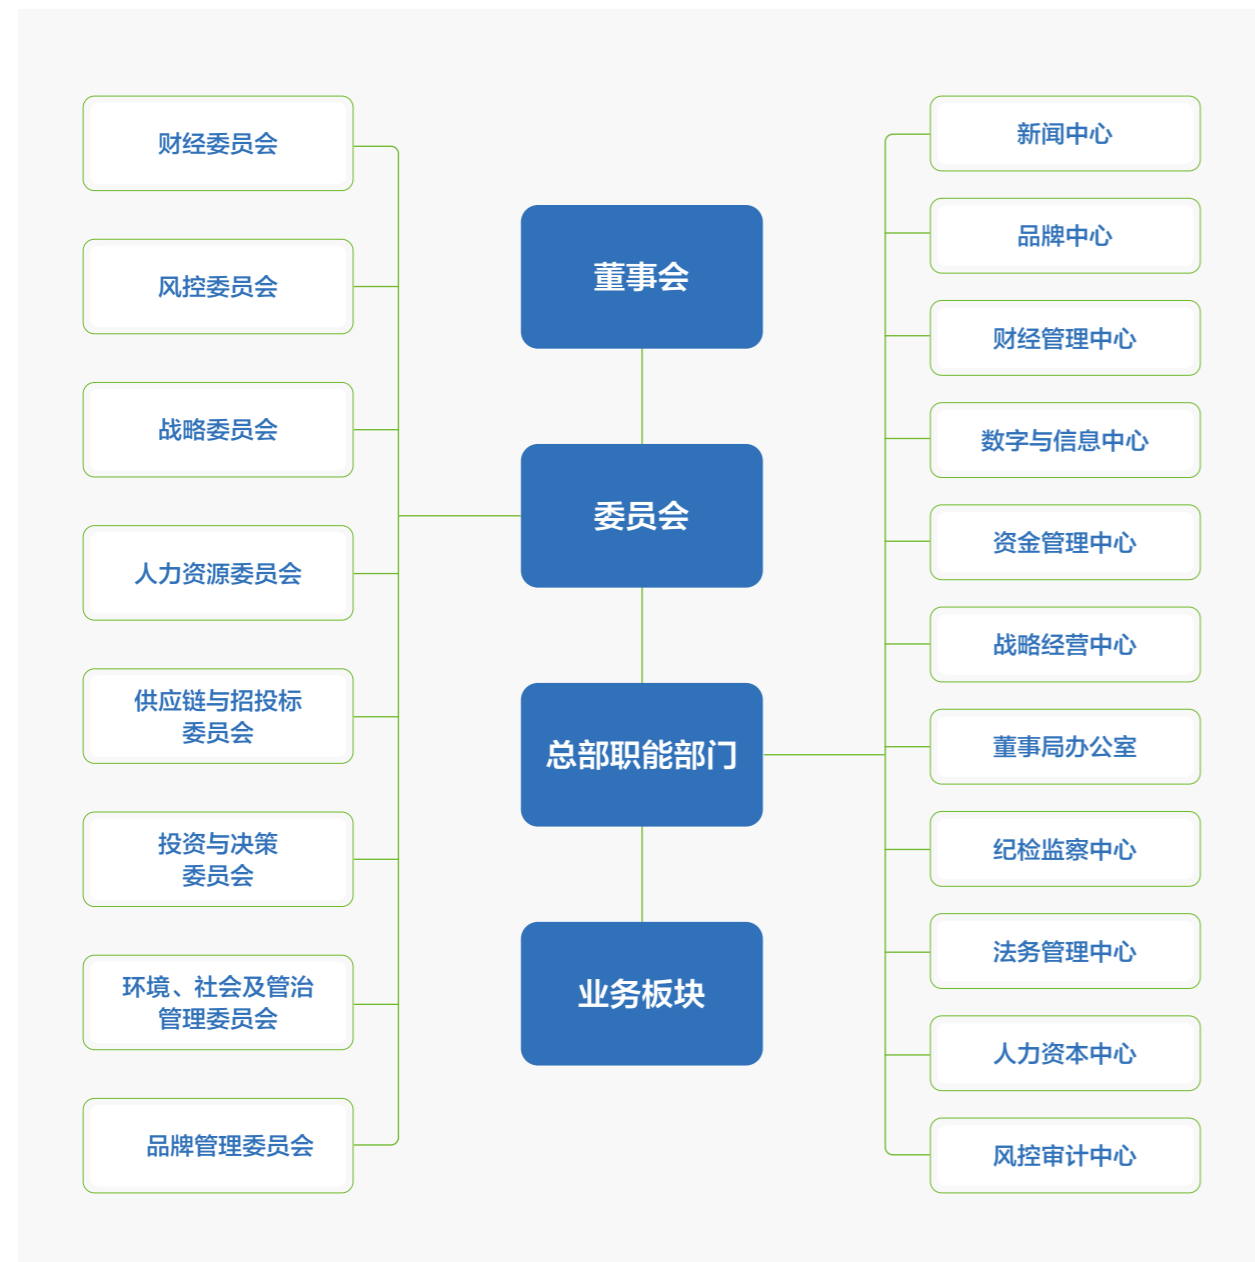 财经委员会
风控委员会
战略委员会
人力资源委员会
供应链与招投标
委员会
投资与决策
委员会
环境、社会及管治
管理委员会
品牌管理委员会
董事会
委员会
总部职能部门
业务板块
新闻中心
品牌中心
财经管理中心
数字与信息中心
资金管理中心
战略经营中心
董事局办公室
纪检监察中心
法务管理中心
人力资本中心
风控审计中心